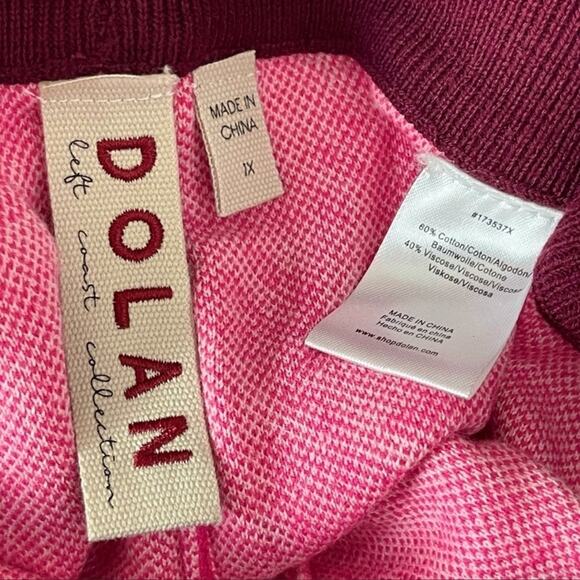 DOLAN
left coast collection
MADE IN
CHINA
1X
#173537X
60% Cotton/Coton/Algodón/
Baumwolle/Cotone
40% Viscose/Viscose/Viscosa/
Viskose/Viscosa
MADE IN CHINA
Fabriqué en china
Hecho en CHINA
www.shopdolan.com